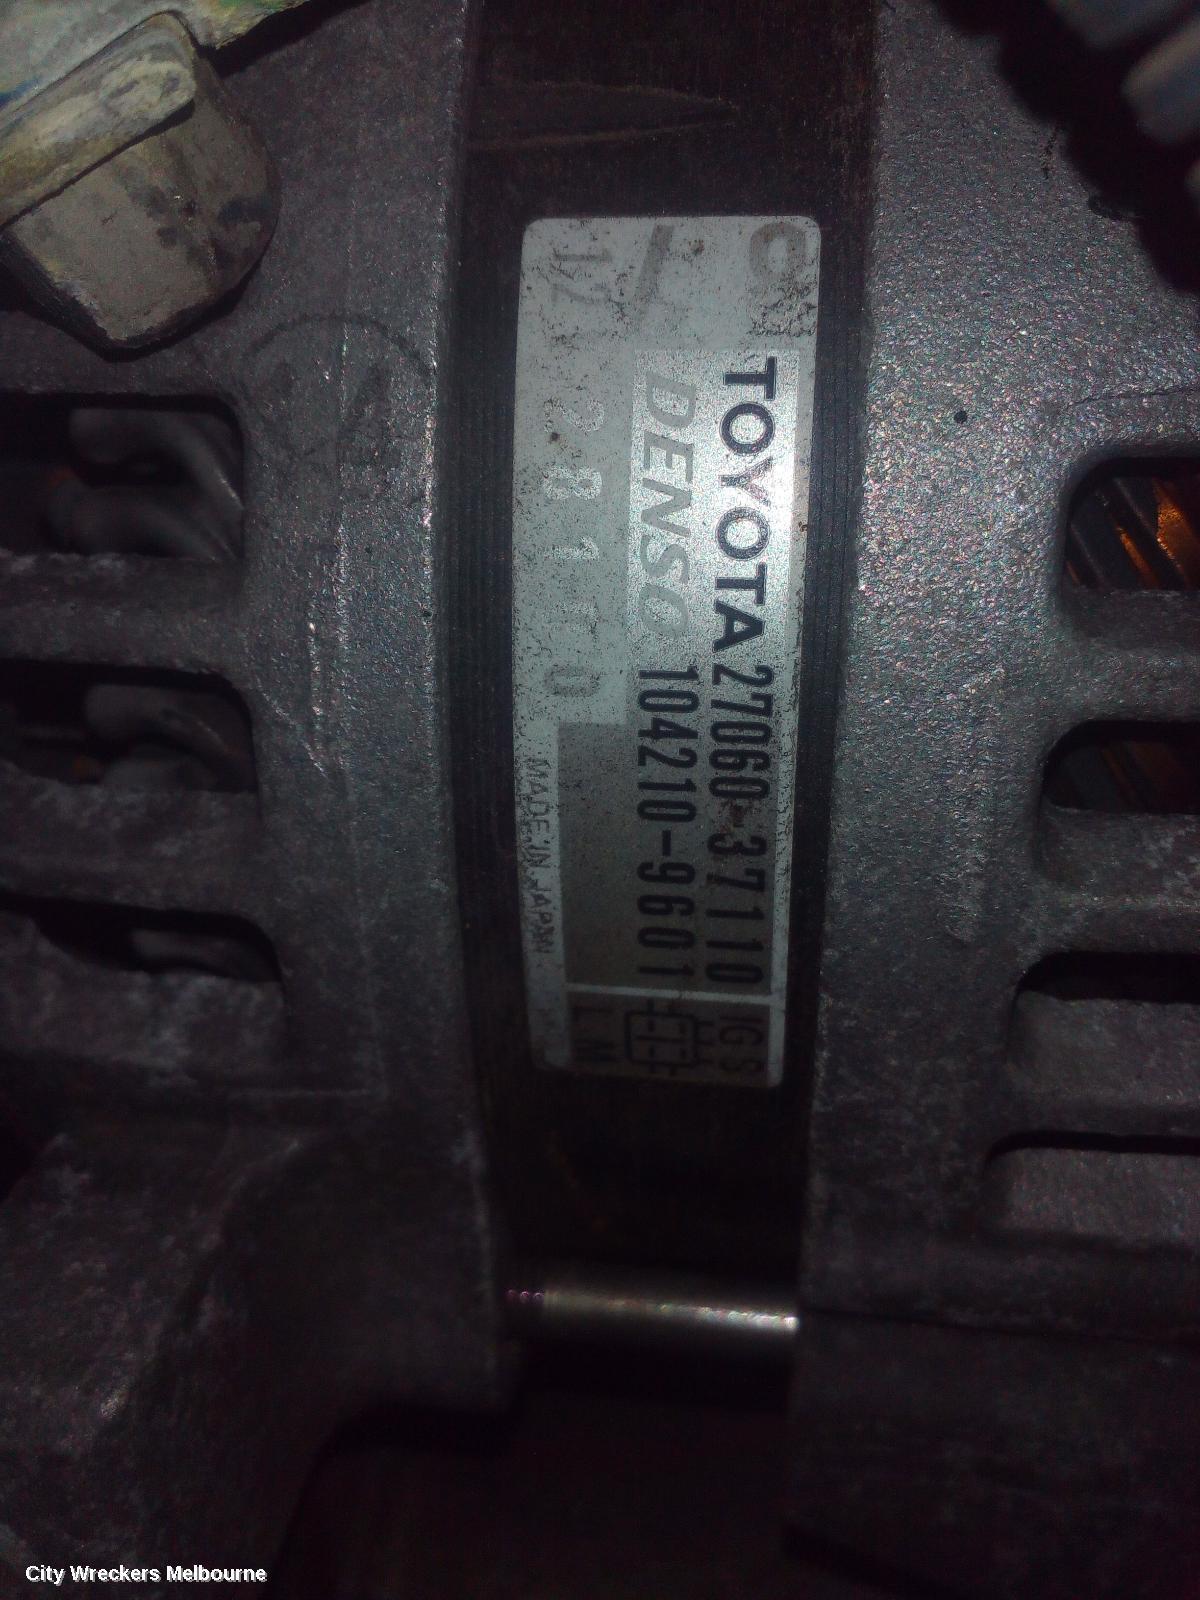 TOYOTA 27060-37110
DENSO 104210-9601
MADE IN JAPAN
IG S
L M
City Wreckers Melbourne